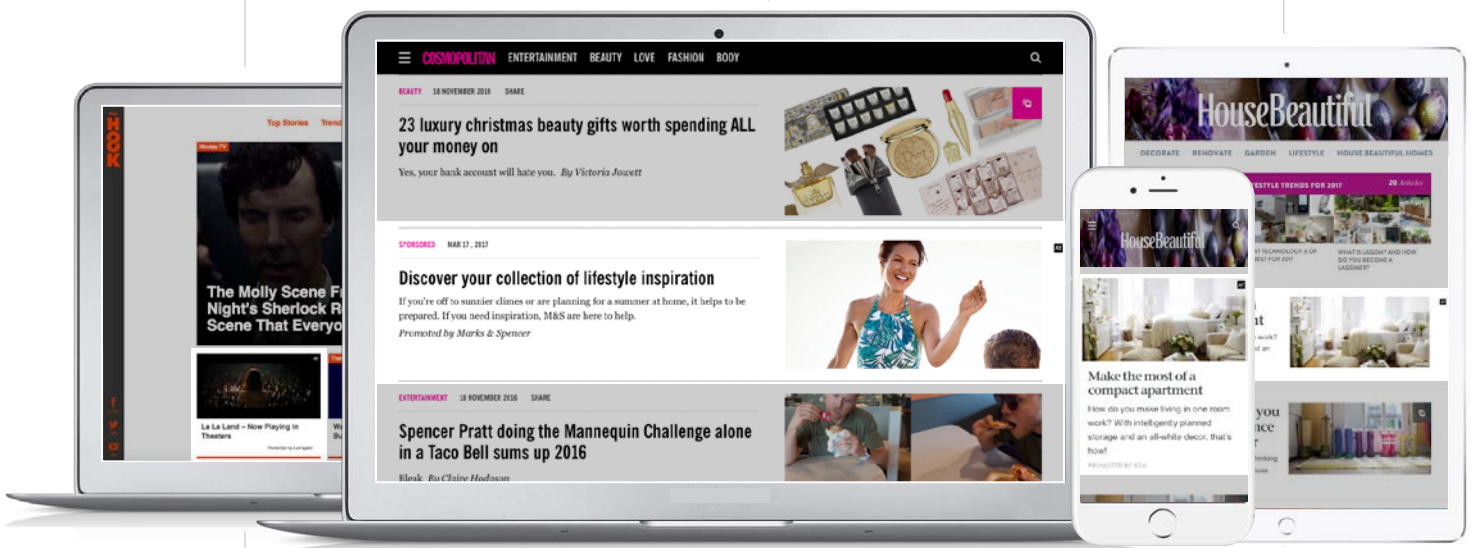 THE HOOK
Top Stories
Movies TV
The Molly Scene
Night's Sherlock
Scene That Everyo
La La Land – Now Playing in
Theaters
COSMOPOLITAN ENTERTAINMENT BEAUTY LOVE FASHION BODY
BEAUTY 18 NOVEMBER 2016 SHARE
23 luxury christmas beauty gifts worth spending ALL
your money on
Yes, your bank account will hate you. By Victoria Jowett
SPONSORED MAR 17, 2017
Discover your collection of lifestyle inspiration
If you're off to sunnier climes or are planning for a summer at home, it helps to be
prepared. If you need inspiration, M&S are here to help.
Promoted by Marks & Spencer
ENTERTAINMENT 18 NOVEMBER 2016 SHARE
Spencer Pratt doing the Mannequin Challenge alone
in a Taco Bell sums up 2016
Bleak By Claire Hodgson
HouseBeautiful
DECORATE RENOVATE GARDEN LIFESTYLE HOUSE BEAUTIFUL HOMES
ESTYLE TRENDS FOR 2017 20 Articles
WHAT IS LAGOM? AND HOW
DO YOU BECOME A
LAGOMER?
HouseBeautiful
Make the most of a
compact apartment
How do you make living in one room
work? With intelligently planned
storage and an all-white decor, that's
how!
PROMOTED BY IKEA